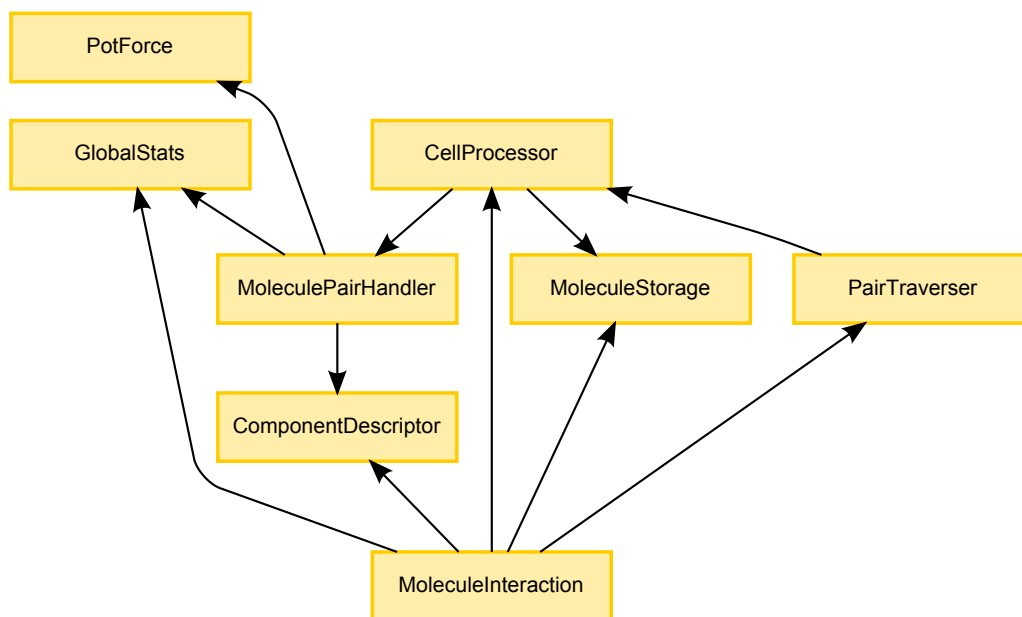 PotForce
GlobalStats
CellProcessor
MoleculePairHandler
MoleculeStorage
PairTraverser
ComponentDescriptor
MoleculeInteraction